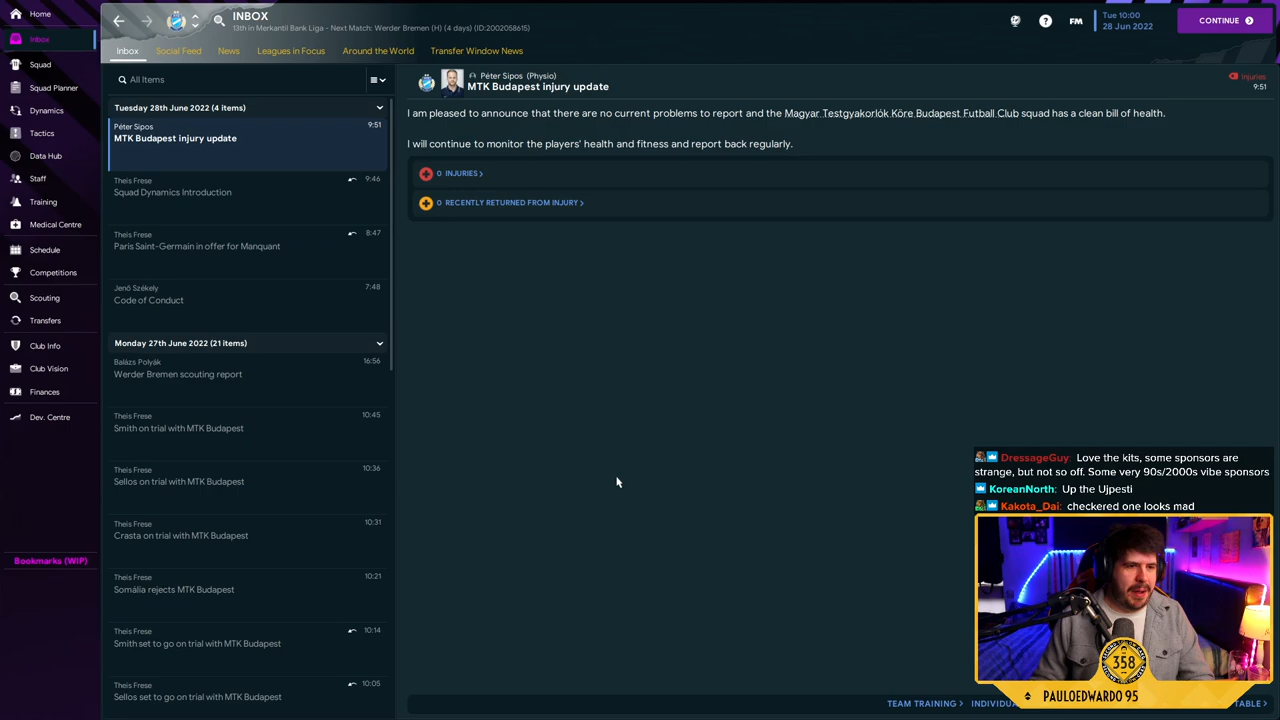 Home
Inbox
Squad
Squad Planner
Dynamics
Tactics
Data Hub
Staff
Training
Medical Centre
Schedule
Competitions
Scouting
Transfers
Club Info
Club Vision
Finances
Dev. Centre
Bookmarks (WIP)
INBOX
13th in Merkantil Bank Liga - Next Match: Werder Bremen (H) (4 days) (ID:2002058615)
FM
Tue 10:00
28 Jun 2022
CONTINUE
Inbox Social Feed News Leagues in Focus Around the World Transfer Window News
All Items
Tuesday 28th June 2022 (4 items)
Péter Sipos 9:51
MTK Budapest injury update
Theis Frese 9:46
Squad Dynamics Introduction
Theis Frese 8:47
Paris Saint-Germain in offer for Manquant
Jenő Székely 7:48
Code of Conduct
Monday 27th June 2022 (21 items)
Balázs Polyák 16:56
Werder Bremen scouting report
Theis Frese 10:45
Smith on trial with MTK Budapest
Theis Frese 10:36
Sellos on trial with MTK Budapest
Theis Frese 10:31
Crasta on trial with MTK Budapest
Theis Frese 10:21
Somália rejects MTK Budapest
Theis Frese 10:14
Smith set to go on trial with MTK Budapest
Theis Frese 10:05
Sellos set to go on trial with MTK Budapest
Péter Sipos (Physio)
MTK Budapest injury update
Injuries
9:51
I am pleased to announce that there are no current problems to report and the Magyar Testgyakorlók Köre Budapest Futball Club squad has a clean bill of health.
I will continue to monitor the players' health and fitness and report back regularly.
0 INJURIES >
0 RECENTLY RETURNED FROM INJURY >
DressageGuy: Love the kits, some sponsors are
strange, but not so off. Some very 90s/2000s vibe sponsors
KoreanNorth: Up the Ujpesti
Kakota_Dai: checkered one looks mad
358
PAULOEDWARDO 95
TEAM TRAINING > INDIVIDUA TABLE >